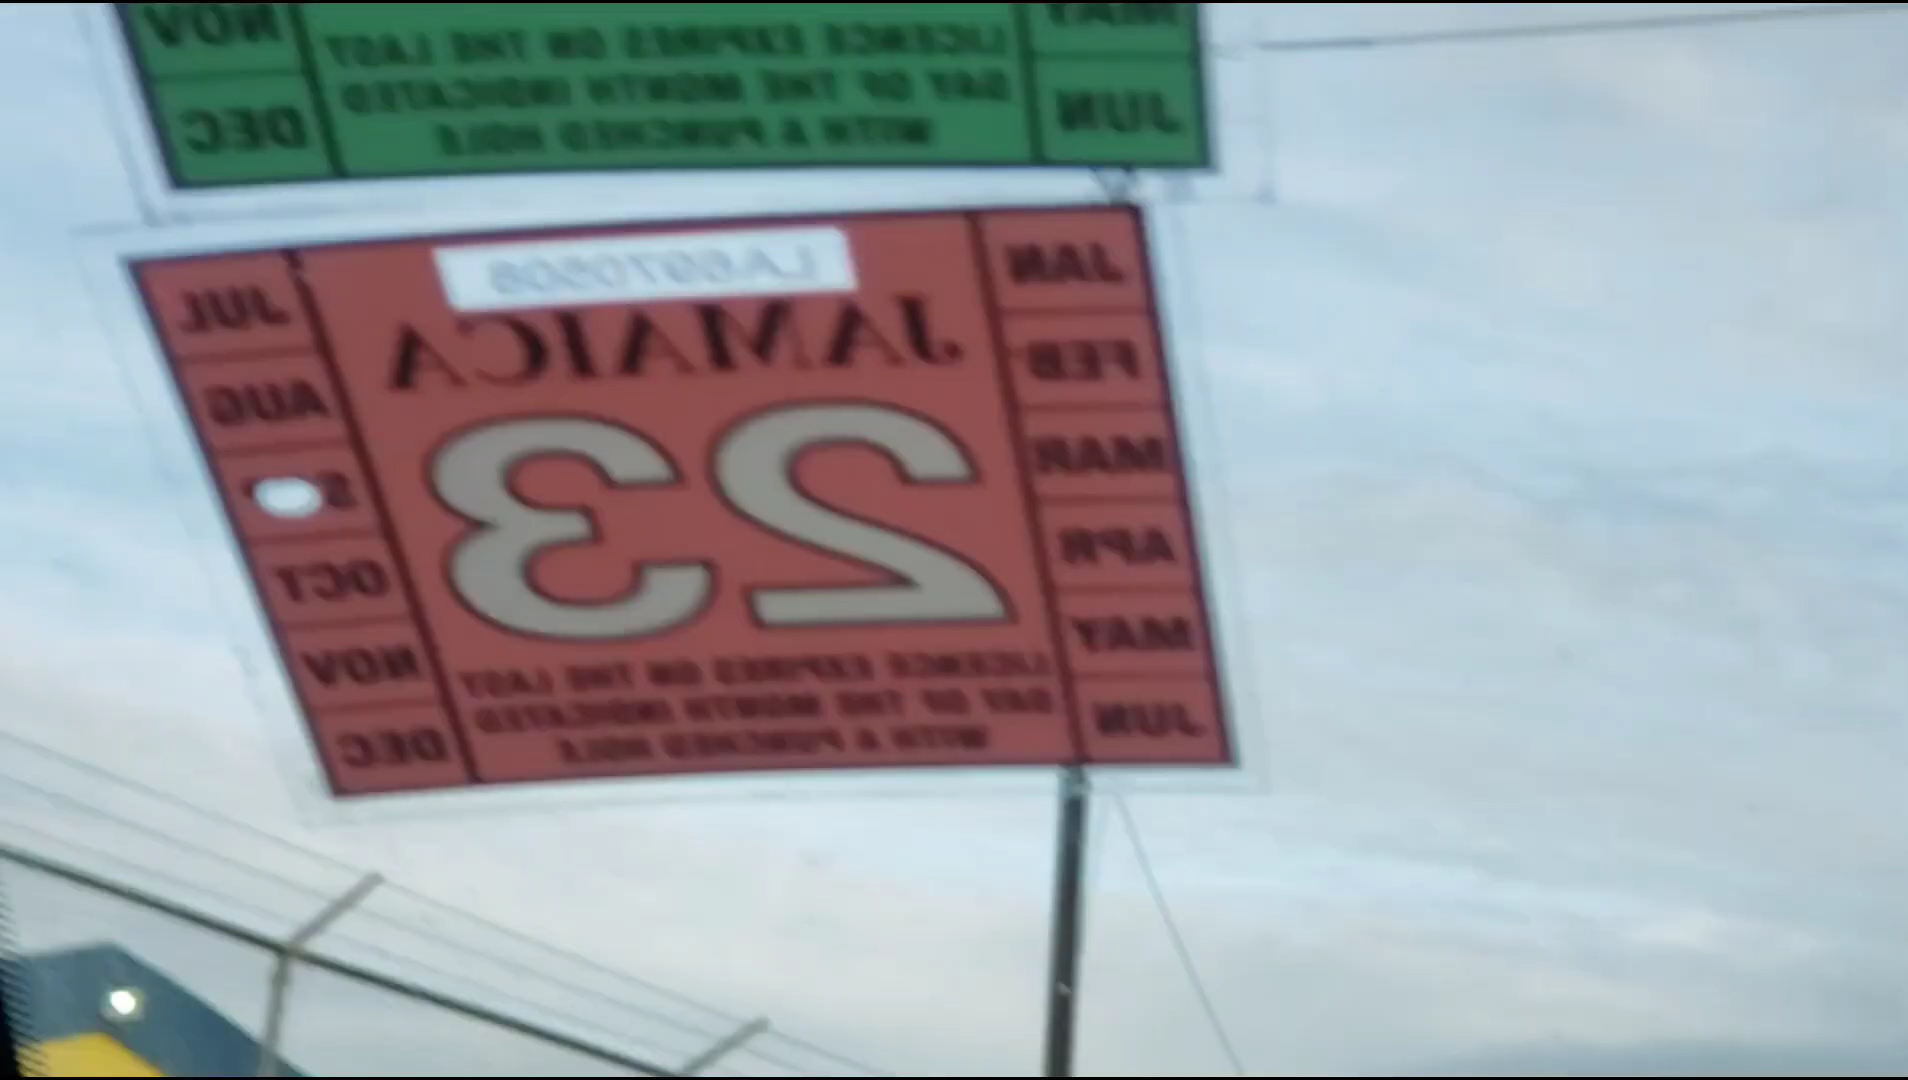 NOV
LICENCE EXPIRES ON THE LAST
MAY
DEC
DAY OF THE MONTH INDICATED
JUN
WITH A PUNCHED HOLE
JAN
JAMAICA
JUL
FEB
AUG
23
MAR
S
APR
OCT
MAY
NOV
LICENCE EXPIRES ON THE LAST
DAY OF THE MONTH INDICATED
JUN
DEC
WITH A PUNCHED HOLE